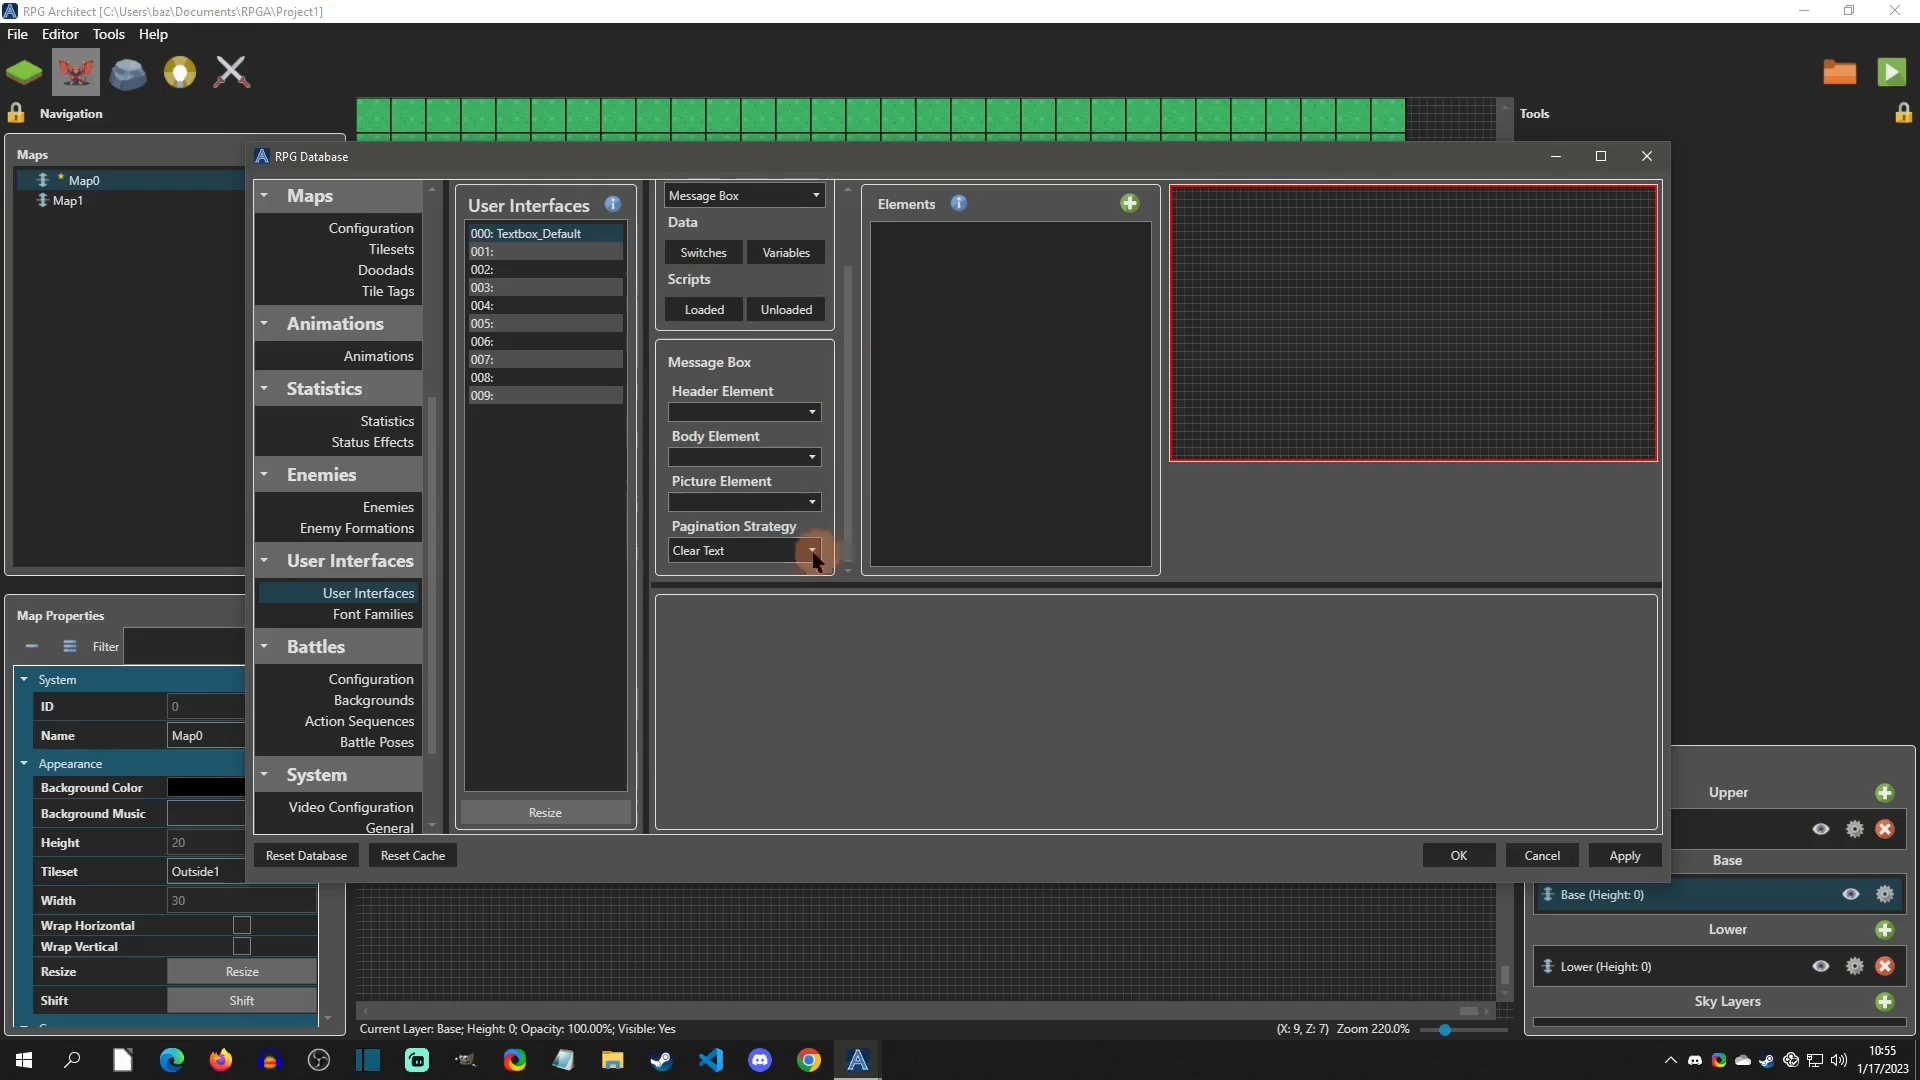 RPG Architect [C:\Users\baz\Documents\RPGA\Project1]
File Editor Tools Help
Navigation
Tools
Maps
Map0
Map1
RPG Database
Maps
Configuration
Tilesets
Doodads
Tile Tags
Animations
Animations
Statistics
Statistics
Status Effects
Enemies
Enemies
Enemy Formations
User Interfaces
User Interfaces
Font Families
Battles
Configuration
Backgrounds
Action Sequences
Battle Poses
System
Video Configuration
General
User Interfaces
000: Textbox_Default
001:
002:
003:
004:
005:
006:
007:
008:
009:
Resize
Message Box
Data
Switches Variables
Scripts
Loaded Unloaded
Message Box
Header Element
Body Element
Picture Element
Pagination Strategy
Clear Text
Elements
Reset Database Reset Cache
OK Cancel Apply
Map Properties
Filter
System
ID 0
Name Map0
Appearance
Background Color
Background Music
Height 20
Tileset Outside1
Width 30
Wrap Horizontal
Wrap Vertical
Resize Resize
Shift Shift
Upper
Base
Base (Height: 0)
Lower
Lower (Height: 0)
Sky Layers
Current Layer: Base; Height: 0; Opacity: 100.00%; Visible: Yes
(X: 9, Z: 7) Zoom 220.0%
10:55
1/17/2023